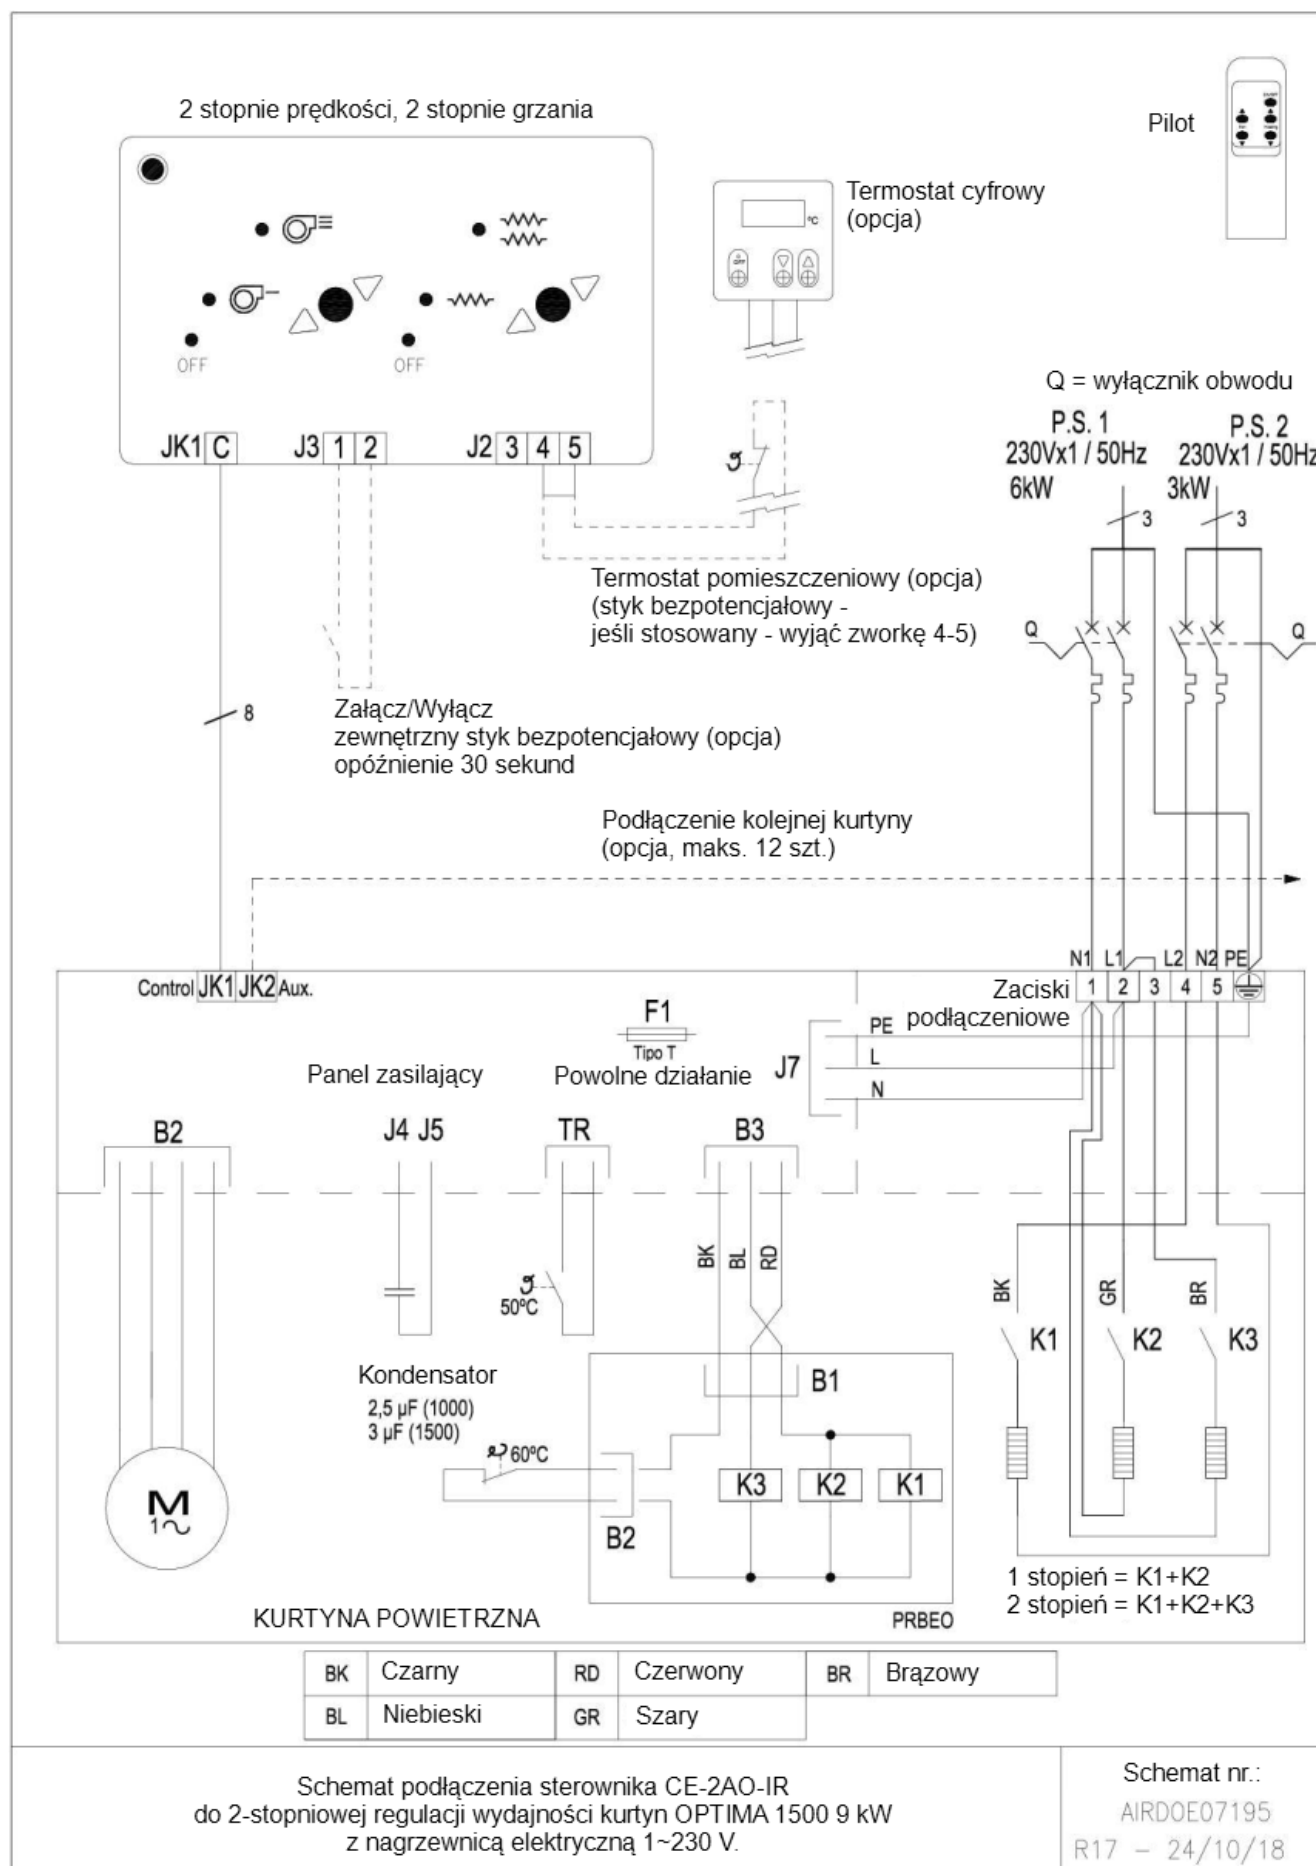 2 stopnie prędkości, 2 stopnie grzania
Pilot
Termostat cyfrowy
(opcja)
°C
OFF
OFF
OFF
JK1 C
J3 1 2
J2 3 4 5
Q = wyłącznik obwodu
P.S. 1
230Vx1 / 50Hz
6kW
P.S. 2
230Vx1 / 50Hz
3kW
3
3
Termostat pomieszczeniowy (opcja)
(styk bezpotencjałowy -
jeśli stosowany - wyjąć zworkę 4-5)
Q
Q
8
Załącz/Wyłącz
zewnętrzny styk bezpotencjałowy (opcja)
opóźnienie 30 sekund
Podłączenie kolejnej kurtyny
(opcja, maks. 12 szt.)
N1 L1 L2 N2 PE
Control JK1 JK2 Aux.
Zaciski
podłączeniowe
1 2 3 4 5
F1
Tipo T
Powolne działanie
Panel zasilający
J7
PE
L
N
B2
J4 J5
TR
B3
BK
BL
RD
50°C
BK
GR
BR
K1
K2
K3
Kondensator
2,5 µF (1000)
3 µF (1500)
60°C
B1
K3
K2
K1
B2
M
1
1 stopień = K1+K2
2 stopień = K1+K2+K3
KURTYNA POWIETRZNA
PRBEO
BK Czarny RD Czerwony BR Brązowy
BL Niebieski GR Szary
Schemat podłączenia sterownika CE-2AO-IR
do 2-stopniowej regulacji wydajności kurtyn OPTIMA 1500 9 kW
z nagrzewnicą elektryczną 1~230 V.
Schemat nr.:
AIRDOE07195
R17 - 24/10/18